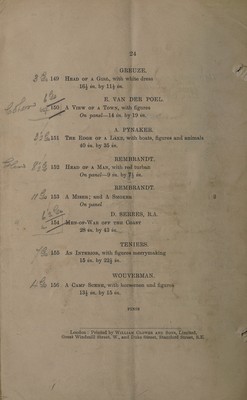 24
GREUZE.
149 HEAD OF A GIRL, with white dress
15½ in. by 11½ in.
E. VAN DER POEL.
150 A VIEW OF A TOWN, with figures
On panel—14 in. by 19 in.
A. PYNAKER.
151 THE EDGE OF A LAKE, with boats, figures and animals
40 in. by 35 in.
REMBRANDT.
152 HEAD OF A MAN, with red turban
On panel—9 in. by 7½ in.
REMBRANDT.
153 A MISER; and A SMOKER 2
On panel
D. SERRES, R.A.
154 MEN-OF-WAR OFF THE COAST
28 in. by 43 in.
TENIERS.
155 AN INTERIOR, with figures merrymaking
18 in. by 23½ in.
WOUVERMAN.
156 A CAMP SCENE, with horsemen and figures
13½ in. by 15 in.
FINIS
London: Printed by WILLIAM CLOWES AND SONS, Limited,
Great Windmill Street, W., and Duke Street, Stamford Street, S.E.